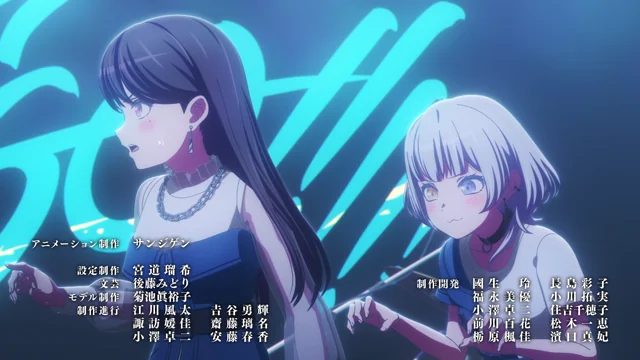 アニメーション制作 サンジゲン
設定制作 宮道瑠希
文芸 後藤みどり
モデル制作 菊池眞裕子
制作進行 江川風太 吉谷勇輝
諏訪媛佳 齋藤璃名
小澤卓二 安藤春香
制作開発 國生 玲 長島彩子
福永美優 小川拓実
小澤卓二 住吉千穂子
前川百花 松木一恵
栃原楓佳 濱口真妃